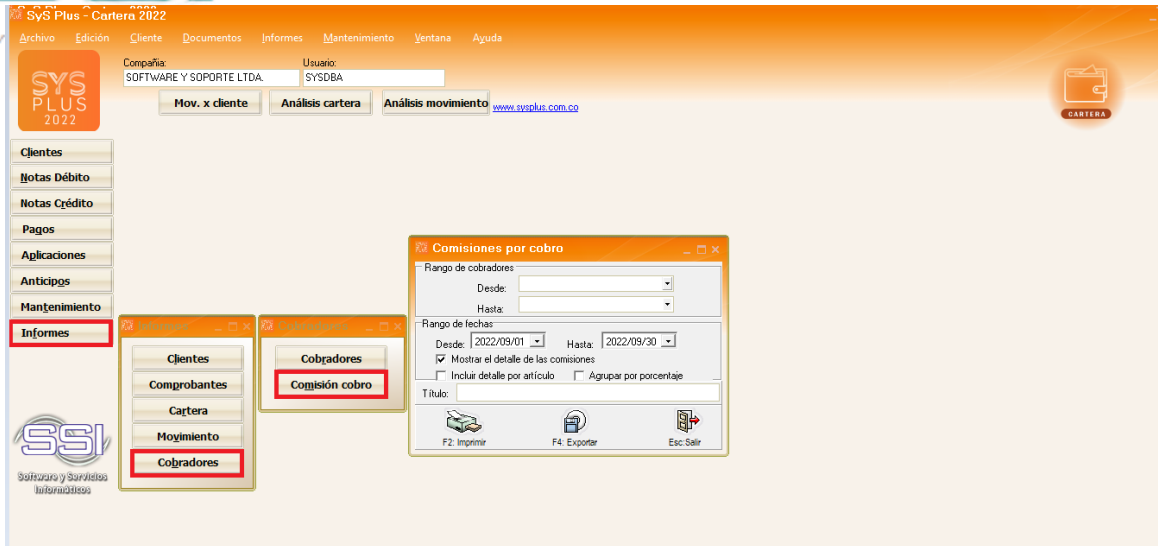 SyS Plus - Cartera 2022
Archivo Edición Cliente Documentos Informes Mantenimiento Ventana Ayuda
SYS
PLUS
2022
Compañia:
SOFTWARE Y SOPORTE LTDA.
Usuario:
SYSDBA
Mov. x cliente
Análisis cartera
Análisis movimiento
www.sysplus.com.co
CARTERA
Clientes
Notas Débito
Notas Crédito
Pagos
Aplicaciones
Anticipos
Mantenimiento
Informes
SSI
Software y Servicios
Informáticos
Clientes
Comprobantes
Cartera
Movimiento
Cobradores
Cobradores
Comisión cobro
Comisiones por cobro
Rango de cobradores
Desde:
Hasta:
Rango de fechas
Desde: 2022/09/01 Hasta: 2022/09/30
Mostrar el detalle de las comisiones
Incluir detalle por artículo Agrupar por porcentaje
Título:
F2: Imprimir
F4: Exportar
Esc:Salir